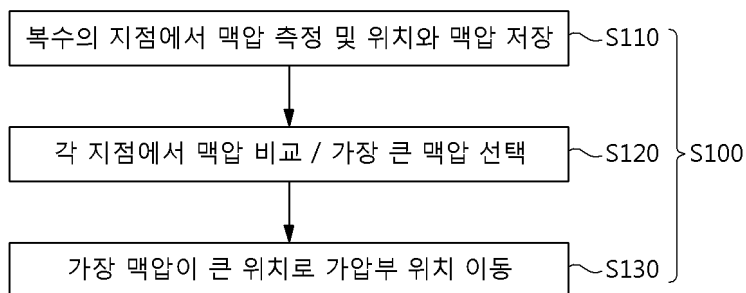 복수의 지점에서 맥압 측정 및 위치와 맥압 저장 S110
각 지점에서 맥압 비교 / 가장 큰 맥압 선택 S120 S100
가장 맥압이 큰 위치로 가압부 위치 이동 S130